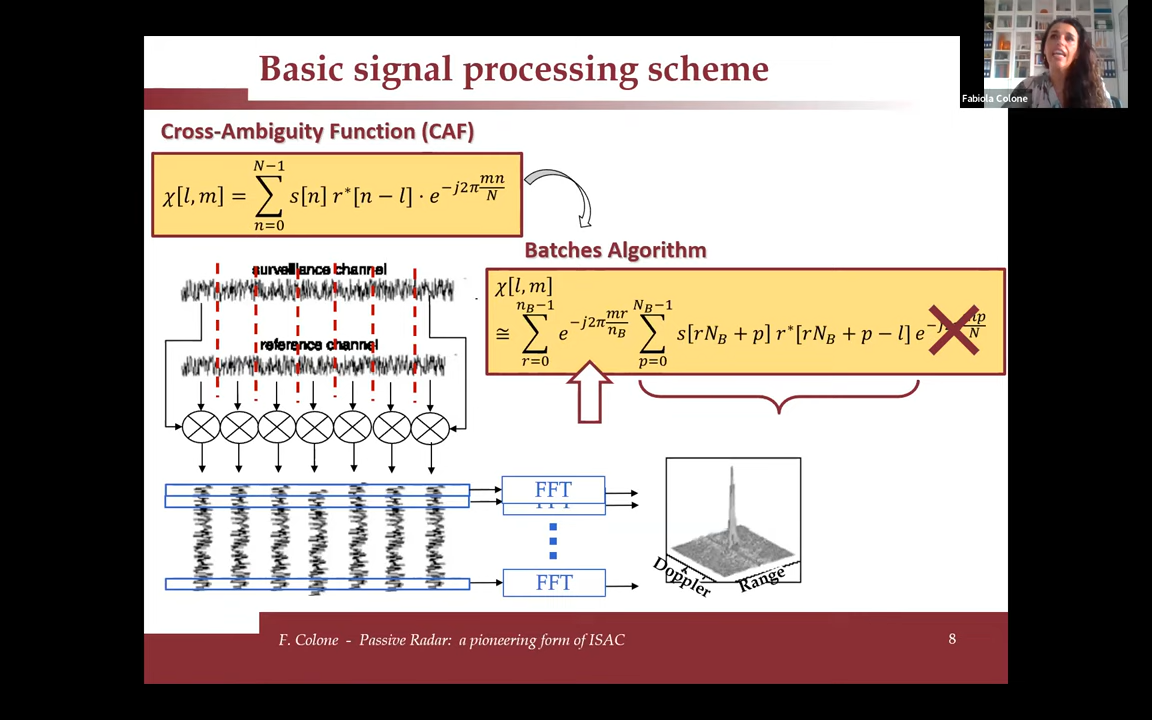 Basic signal processing scheme
Fabiola Colone
Cross-Ambiguity Function (CAF)
χ[l, m] = ∑_{n=0}^{N−1} s[n] r*[n − l] · e^{−j2π mn/N}
Batches Algorithm
χ[l, m]
≅ ∑_{r=0}^{n_B−1} e^{−j2π mr/n_B} ∑_{p=0}^{N_B−1} s[rN_B + p] r*[rN_B + p − l] e
surveillance channel
reference channel
FFT
FFT
FFT
Doppler
Range
F. Colone - Passive Radar: a pioneering form of ISAC
8